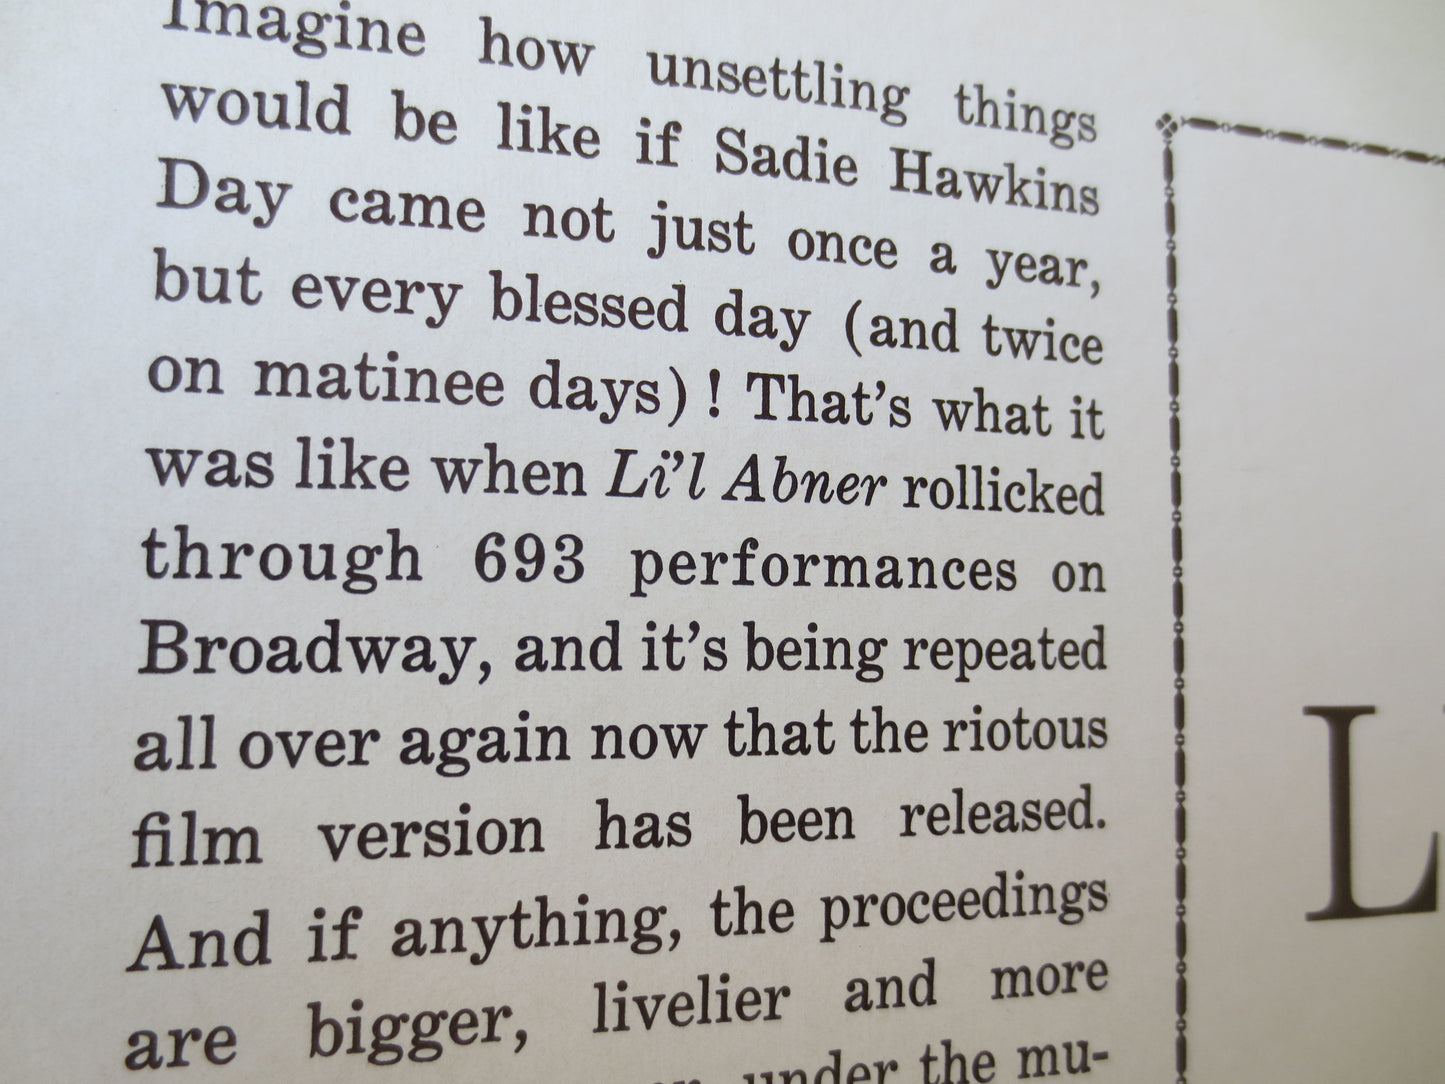 Imagine how unsettling things
would be like if Sadie Hawkins
Day came not just once a year,
but every blessed day (and twice
on matinee days)! That's what it
was like when Li'l Abner rollicked
through 693 performances on
Broadway, and it's being repeated
all over again now that the riotous
film version has been released.
And if anything, the proceedings
are bigger, livelier and more
under the mu-
L